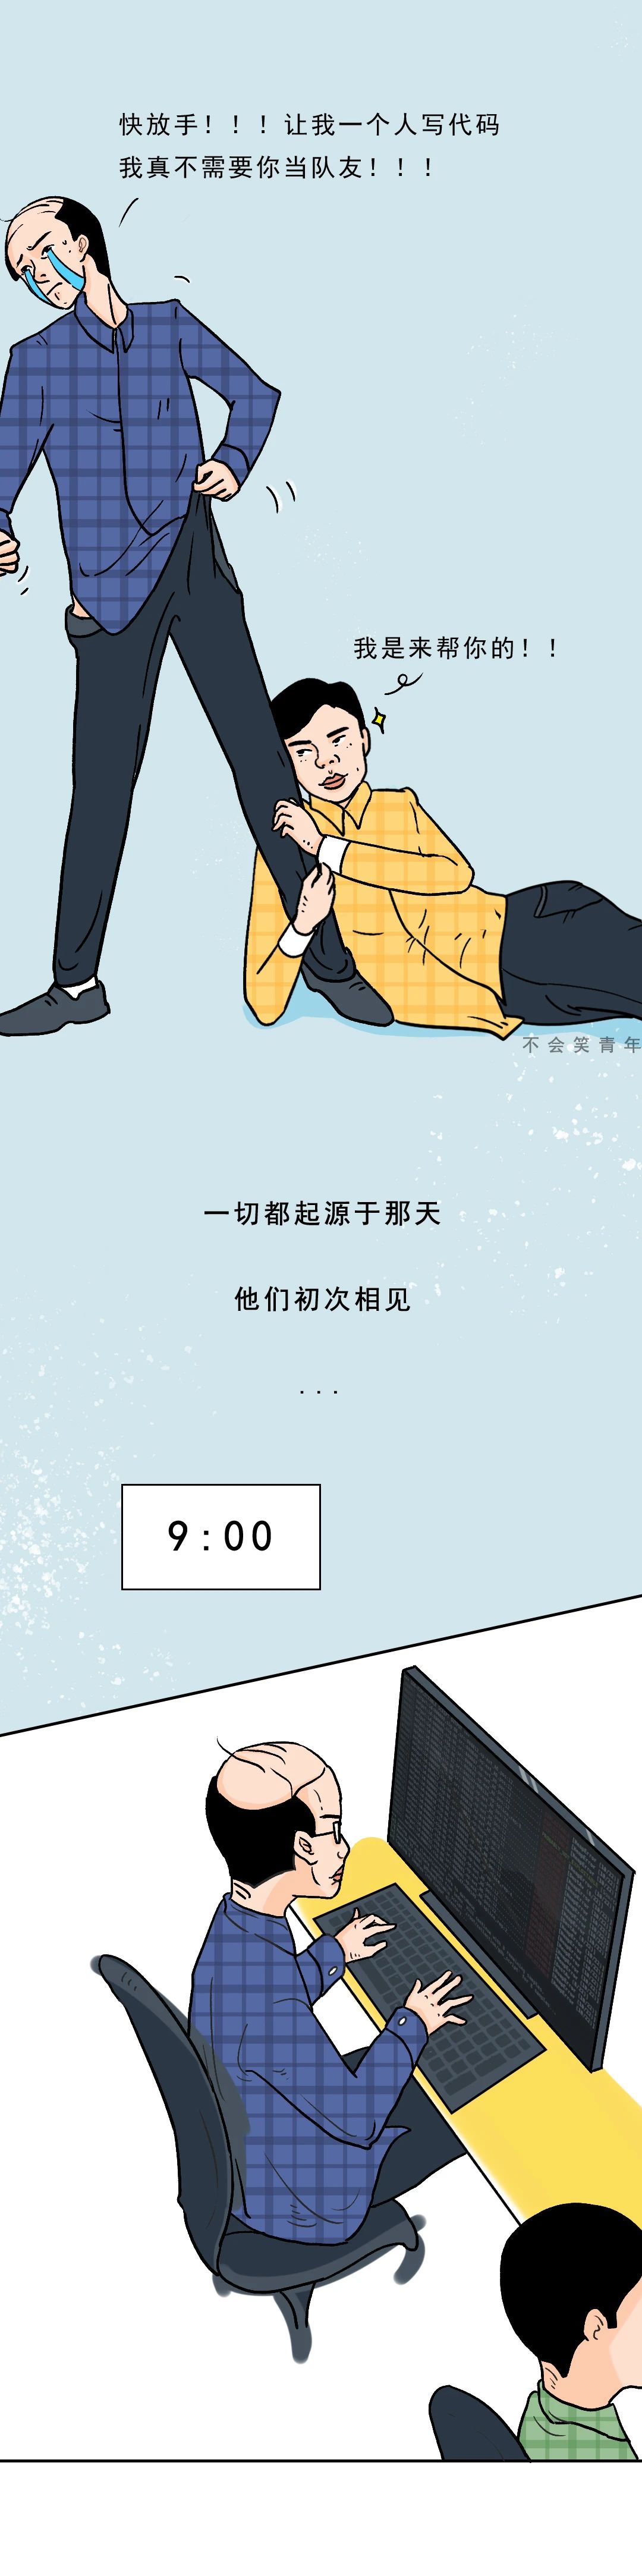 快放手！！！让我一个人写代码
我真不需要你当队友！！！
我是来帮你的！！
不会笑青年
一切都起源于那天
他们初次相见
...
9:00